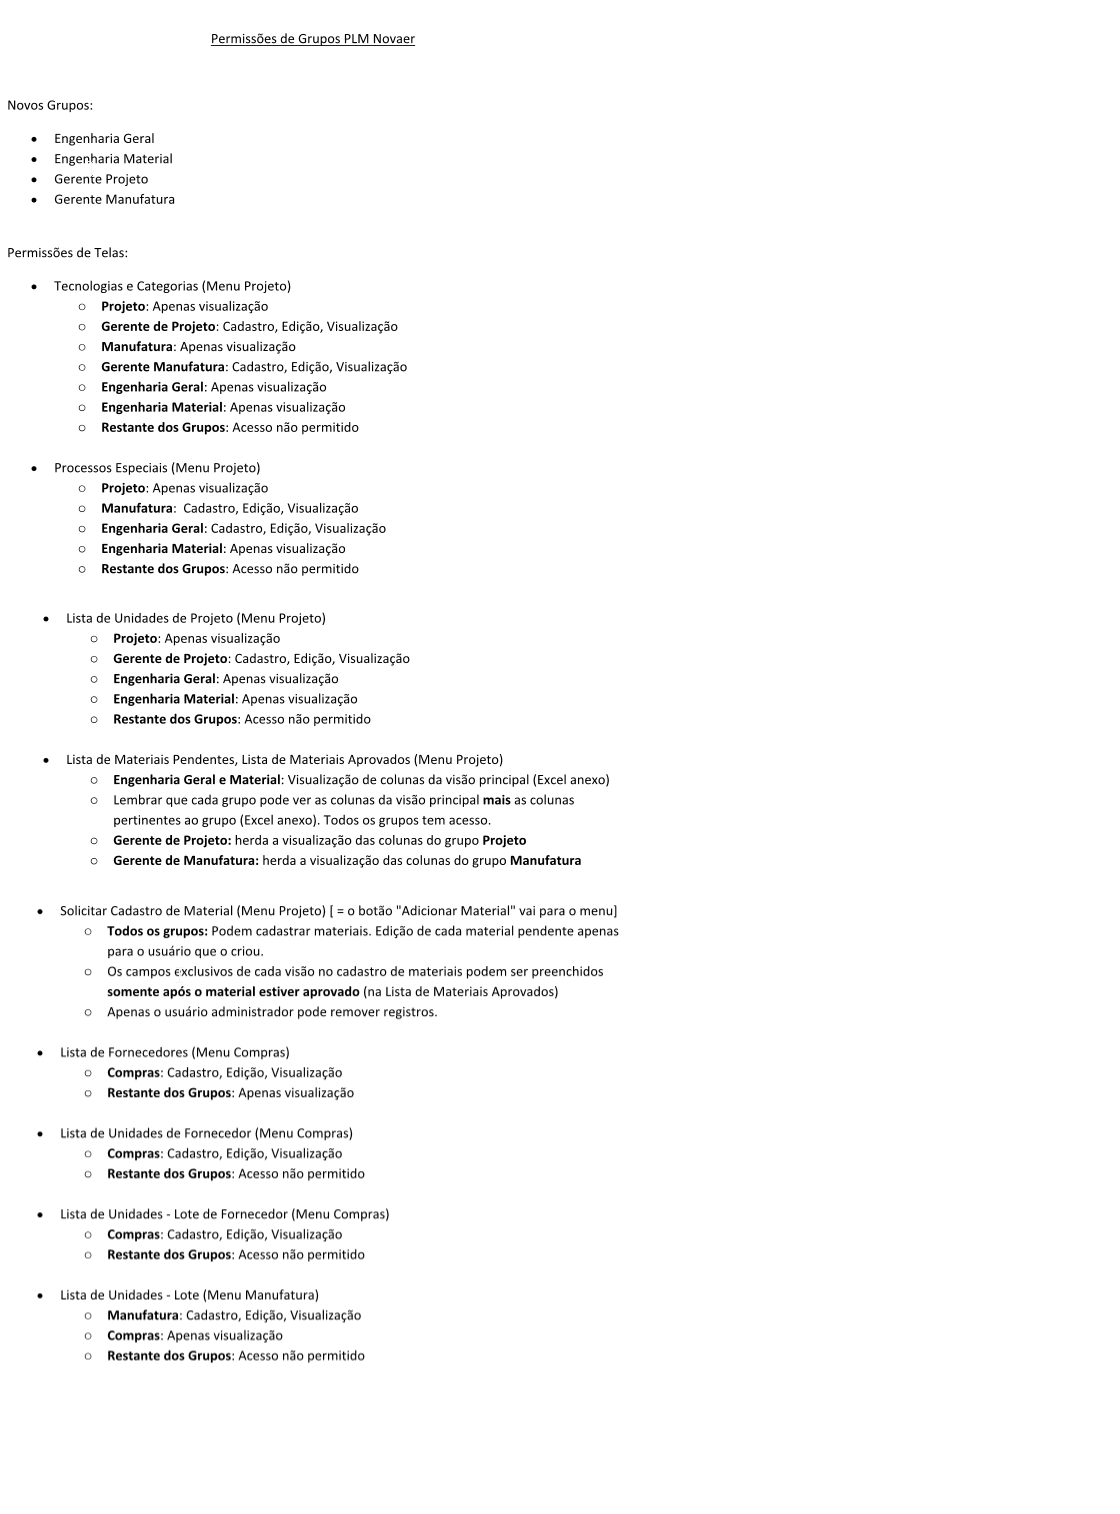 Permissões de Grupos PLM Novaer
Novos Grupos:
• Engenharia Geral
• Engenharia Material
• Gerente Projeto
• Gerente Manufatura
Permissões de Telas:
• Tecnologias e Categorias (Menu Projeto)
○ Projeto: Apenas visualização
○ Gerente de Projeto: Cadastro, Edição, Visualização
○ Manufatura: Apenas visualização
○ Gerente Manufatura: Cadastro, Edição, Visualização
○ Engenharia Geral: Apenas visualização
○ Engenharia Material: Apenas visualização
○ Restante dos Grupos: Acesso não permitido
• Processos Especiais (Menu Projeto)
○ Projeto: Apenas visualização
○ Manufatura:  Cadastro, Edição, Visualização
○ Engenharia Geral: Cadastro, Edição, Visualização
○ Engenharia Material: Apenas visualização
○ Restante dos Grupos: Acesso não permitido
• Lista de Unidades de Projeto (Menu Projeto)
○ Projeto: Apenas visualização
○ Gerente de Projeto: Cadastro, Edição, Visualização
○ Engenharia Geral: Apenas visualização
○ Engenharia Material: Apenas visualização
○ Restante dos Grupos: Acesso não permitido
• Lista de Materiais Pendentes, Lista de Materiais Aprovados (Menu Projeto)
○ Engenharia Geral e Material: Visualização de colunas da visão principal (Excel anexo)
○ Lembrar que cada grupo pode ver as colunas da visão principal mais as colunas
pertinentes ao grupo (Excel anexo). Todos os grupos tem acesso.
○ Gerente de Projeto: herda a visualização das colunas do grupo Projeto
○ Gerente de Manufatura: herda a visualização das colunas do grupo Manufatura
• Solicitar Cadastro de Material (Menu Projeto) [ = o botão "Adicionar Material" vai para o menu]
○ Todos os grupos: Podem cadastrar materiais. Edição de cada material pendente apenas
para o usuário que o criou.
○ Os campos exclusivos de cada visão no cadastro de materiais podem ser preenchidos
somente após o material estiver aprovado (na Lista de Materiais Aprovados)
○ Apenas o usuário administrador pode remover registros.
• Lista de Fornecedores (Menu Compras)
○ Compras: Cadastro, Edição, Visualização
○ Restante dos Grupos: Apenas visualização
• Lista de Unidades de Fornecedor (Menu Compras)
○ Compras: Cadastro, Edição, Visualização
○ Restante dos Grupos: Acesso não permitido
• Lista de Unidades - Lote de Fornecedor (Menu Compras)
○ Compras: Cadastro, Edição, Visualização
○ Restante dos Grupos: Acesso não permitido
• Lista de Unidades - Lote (Menu Manufatura)
○ Manufatura: Cadastro, Edição, Visualização
○ Compras: Apenas visualização
○ Restante dos Grupos: Acesso não permitido